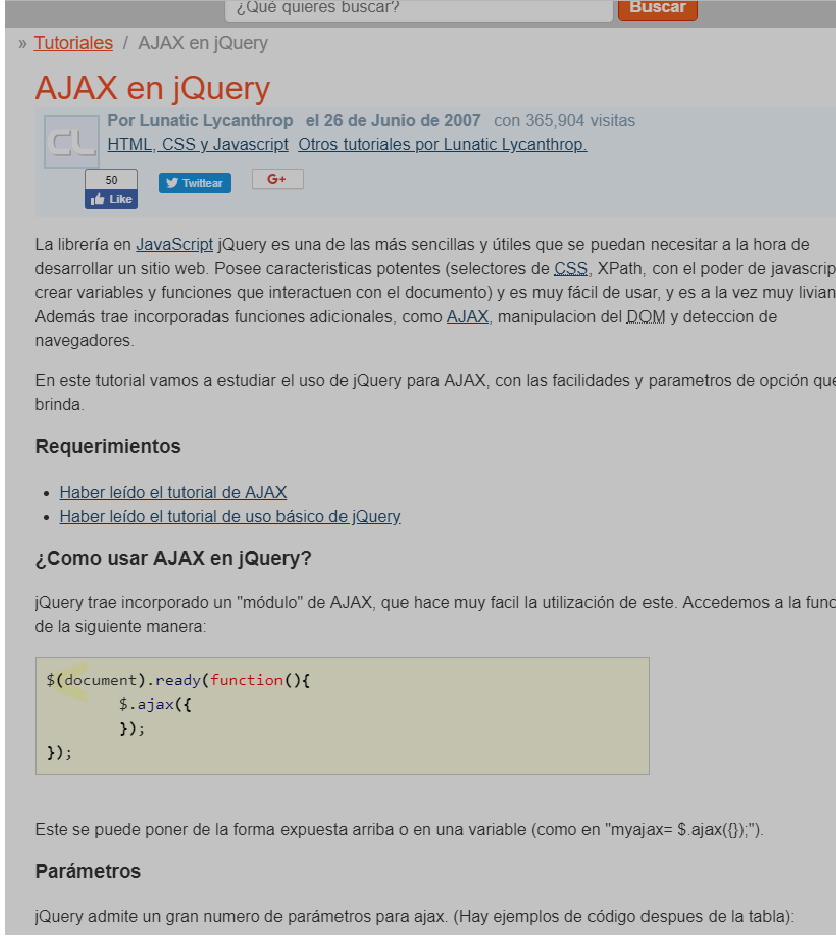 ¿Qué quieres buscar?
Buscar
» Tutoriales / AJAX en jQuery
AJAX en jQuery
CL
Por Lunatic Lycanthrop el 26 de Junio de 2007 con 365,904 visitas
HTML, CSS y Javascript Otros tutoriales por Lunatic Lycanthrop.
50
Like
Twittear
G+
La librería en JavaScript jQuery es una de las más sencillas y útiles que se puedan necesitar a la hora de
desarrollar un sitio web. Posee caracteristicas potentes (selectores de CSS, XPath, con el poder de javascrip
crear variables y funciones que interactuen con el documento) y es muy fácil de usar, y es a la vez muy livian
Además trae incorporadas funciones adicionales, como AJAX, manipulacion del DOM y deteccion de
navegadores.
En este tutorial vamos a estudiar el uso de jQuery para AJAX, con las facilidades y parametros de opción que
brinda.
Requerimientos
• Haber leído el tutorial de AJAX
• Haber leído el tutorial de uso básico de jQuery
¿Como usar AJAX en jQuery?
jQuery trae incorporado un "módulo" de AJAX, que hace muy facil la utilización de este. Accedemos a la func
de la siguiente manera:
$(document).ready(function(){
$.ajax({
});
});
Este se puede poner de la forma expuesta arriba o en una variable (como en "myajax= $.ajax({});").
Parámetros
jQuery admite un gran numero de parámetros para ajax. (Hay ejemplos de código despues de la tabla):